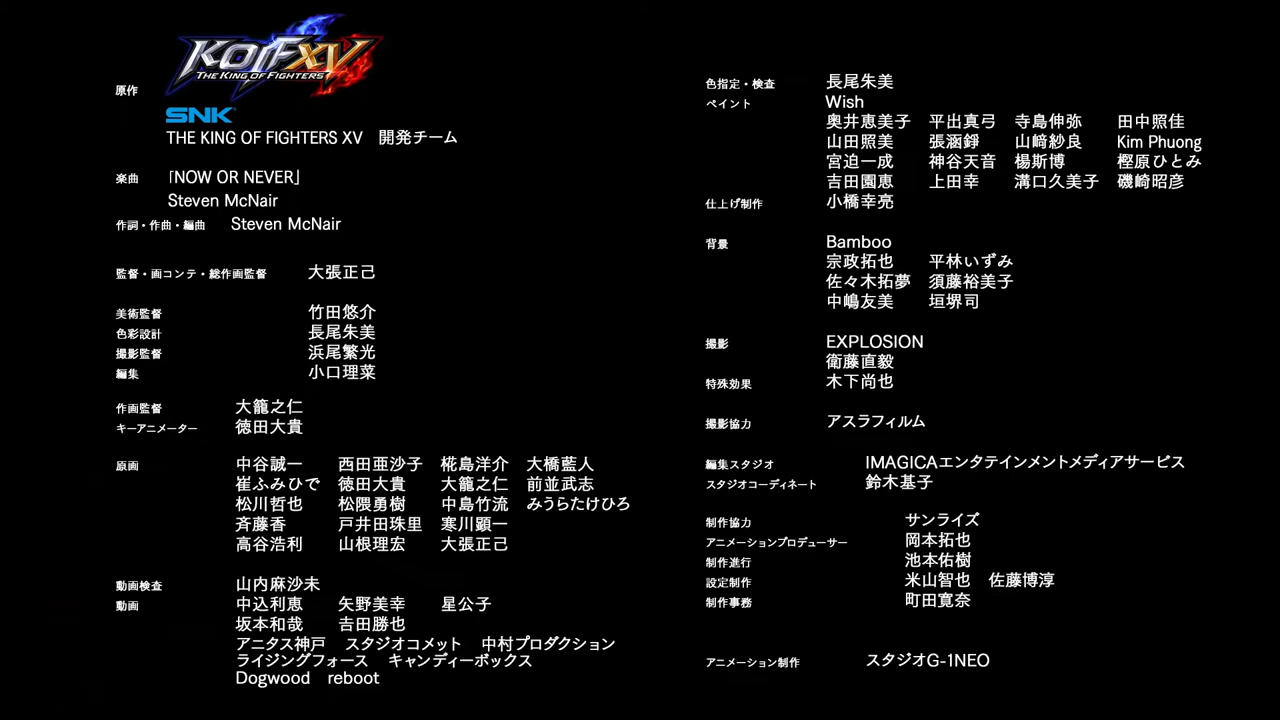 KOFXV
THE KING OF FIGHTERS
原作
SNK
THE KING OF FIGHTERS XV 開発チーム
楽曲 「NOW OR NEVER」
Steven McNair
作詞・作曲・編曲 Steven McNair
監督・画コンテ・総作画監督 大張正己
美術監督 竹田悠介
色彩設計 長尾朱美
撮影監督 浜尾繁光
編集 小口理菜
作画監督 大籠之仁
キーアニメーター 徳田大貴
原画 中谷誠一 西田亜沙子 椛島洋介 大橋藍人
崔ふみひで 徳田大貴 大籠之仁 前並武志
松川哲也 松隈勇樹 中島竹流 みうらたけひろ
斉藤香 戸井田珠里 寒川顕一
高谷浩利 山根理宏 大張正己
動画検査 山内麻沙未
動画 中込利恵 矢野美幸 星公子
坂本和哉 吉田勝也
アニタス神戸 スタジオコメット 中村プロダクション
ライジングフォース キャンディーボックス
Dogwood reboot
色指定・検査 長尾朱美
ペイント Wish
奥井恵美子 平出真弓 寺島伸弥 田中照佳
山田照美 張涵錚 山﨑紗良 Kim Phuong
宮迫一成 神谷天音 楊斯博 樫原ひとみ
吉田園恵 上田幸 溝口久美子 磯崎昭彦
仕上げ制作 小橋幸亮
背景 Bamboo
宗政拓也 平林いずみ
佐々木拓夢 須藤裕美子
中嶋友美 垣堺司
撮影 EXPLOSION
衛藤直毅
特殊効果 木下尚也
撮影協力 アスラフィルム
編集スタジオ IMAGICAエンタテインメントメディアサービス
スタジオコーディネート 鈴木基子
制作協力 サンライズ
アニメーションプロデューサー 岡本拓也
制作進行 池本佑樹
設定制作 米山智也 佐藤博淳
制作事務 町田寛奈
アニメーション制作 スタジオG-1NEO